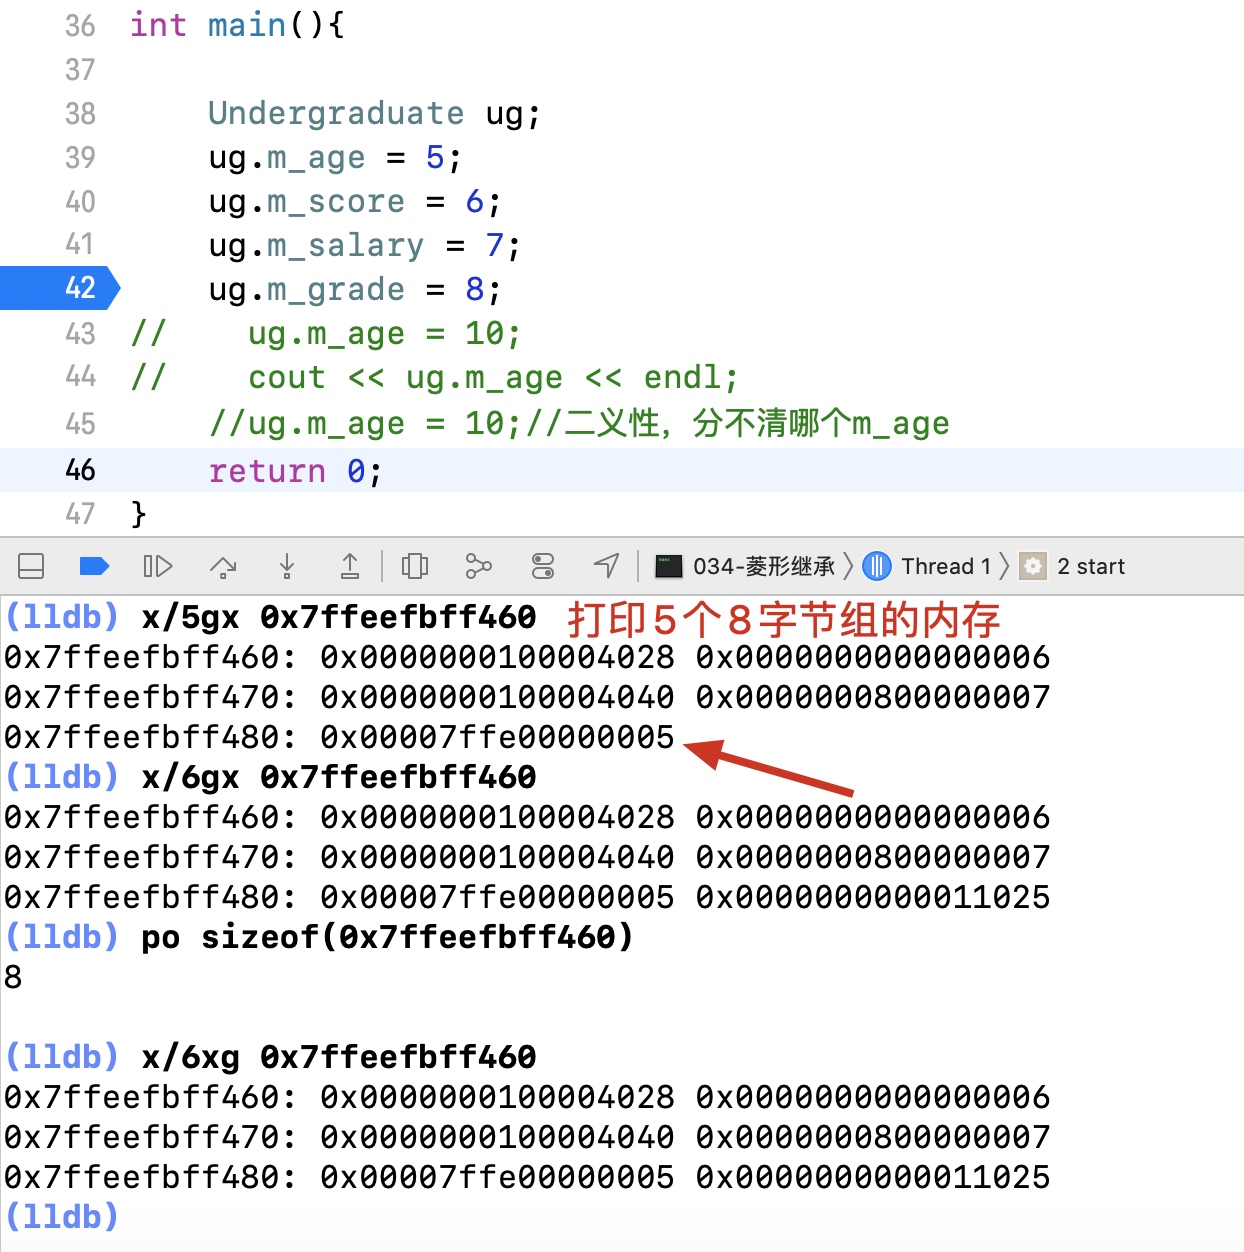 36 int main(){
37
38 Undergraduate ug;
39 ug.m_age = 5;
40 ug.m_score = 6;
41 ug.m_salary = 7;
42 ug.m_grade = 8;
43 // ug.m_age = 10;
44 // cout << ug.m_age << endl;
45 //ug.m_age = 10;//二义性，分不清哪个m_age
46 return 0;
47 }
034-菱形继承 〉 Thread 1 〉 2 start
(lldb) x/5gx 0x7ffeefbff460 打印5个8字节组的内存
0x7ffeefbff460: 0x0000000100004028 0x0000000000000006
0x7ffeefbff470: 0x0000000100004040 0x0000000800000007
0x7ffeefbff480: 0x00007ffe00000005
(lldb) x/6gx 0x7ffeefbff460
0x7ffeefbff460: 0x0000000100004028 0x0000000000000006
0x7ffeefbff470: 0x0000000100004040 0x0000000800000007
0x7ffeefbff480: 0x00007ffe00000005 0x0000000000011025
(lldb) po sizeof(0x7ffeefbff460)
8
(lldb) x/6xg 0x7ffeefbff460
0x7ffeefbff460: 0x0000000100004028 0x0000000000000006
0x7ffeefbff470: 0x0000000100004040 0x0000000800000007
0x7ffeefbff480: 0x00007ffe00000005 0x0000000000011025
(lldb)